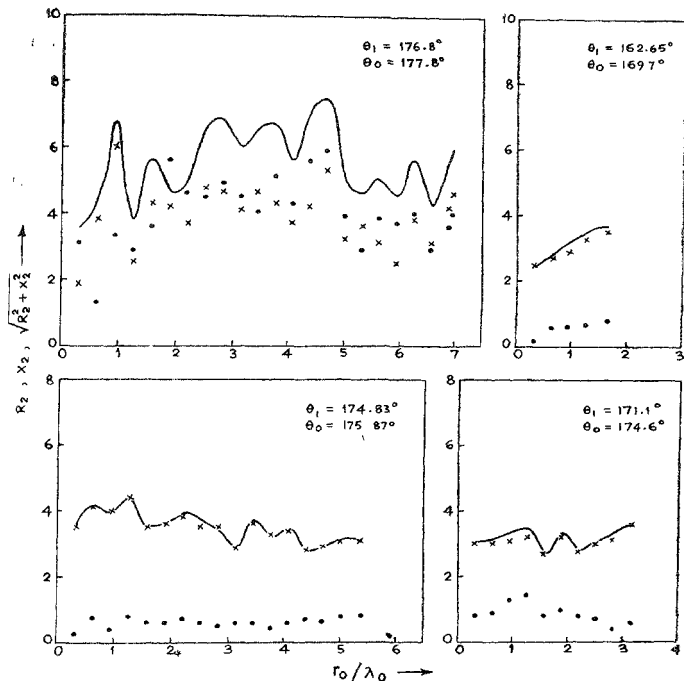 10
8
6
4
2
0
0 1 2 3 4 5 6 7
θ₁ = 176.8°
θ₀ = 177.8°
10
8
6
4
2
0
0 1 2 3
θ₁ = 162.65°
θ₀ = 169 7°
R₂ , X₂ , √R₂² + X₂²
8
6
4
2
0
0 1 2 3 4 5 6
θ₁ = 174.83°
θ₀ = 175 87°
8
6
4
2
0
0 1 2 3 4
θ₁ = 171.1°
θ₀ = 174.6°
r₀/λ₀